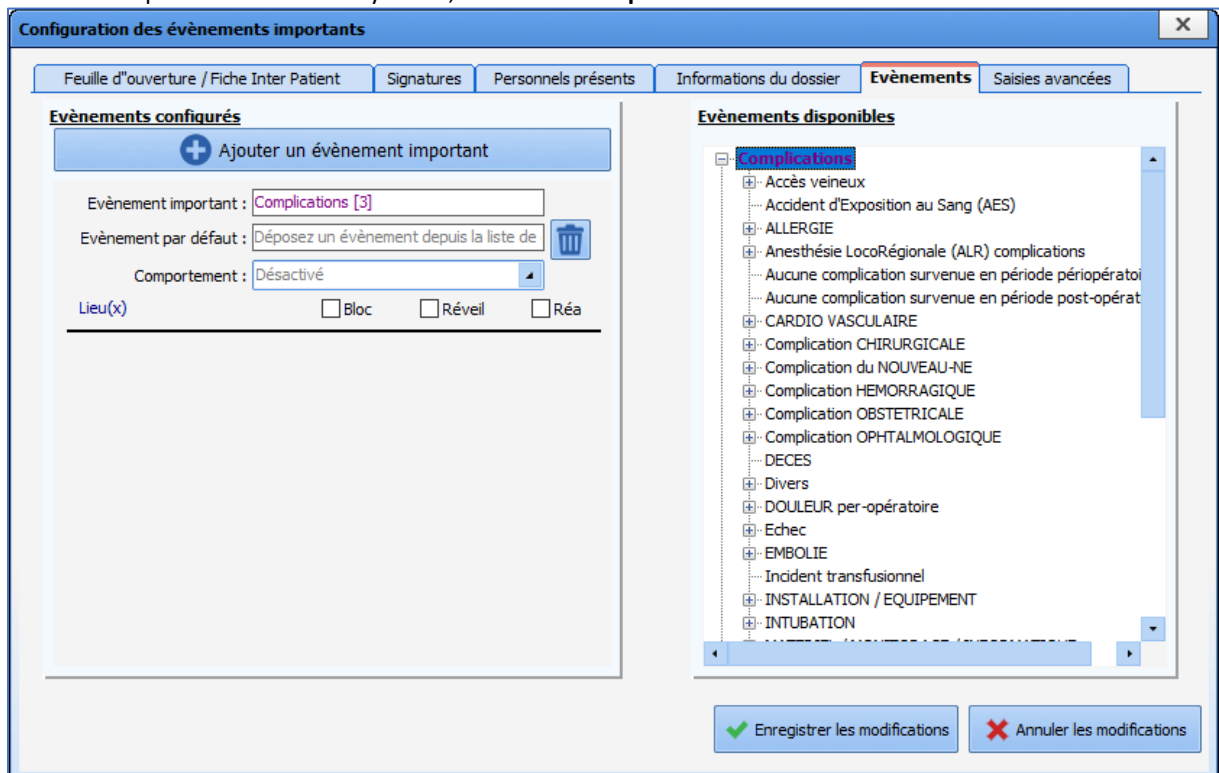 Configuration des évènements importants
Feuille d"ouverture / Fiche Inter Patient
Signatures
Personnels présents
Informations du dossier
Evènements
Saisies avancées
Evènements configurés
Ajouter un évènement important
Evènement important : Complications [3]
Evènement par défaut : Déposez un évènement depuis la liste de
Comportement : Désactivé
Lieu(x) Bloc Réveil Réa
Evènements disponibles
Complications
Accès veineux
Accident d'Exposition au Sang (AES)
ALLERGIE
Anesthésie LocoRégionale (ALR) complications
Aucune complication survenue en période périopératoi
Aucune complication survenue en période post-opérat
CARDIO VASCULAIRE
Complication CHIRURGICALE
Complication du NOUVEAU-NE
Complication HEMORRAGIQUE
Complication OBSTETRICALE
Complication OPHTALMOLOGIQUE
DECES
Divers
DOULEUR per-opératoire
Echec
EMBOLIE
Incident transfusionnel
INSTALLATION / EQUIPEMENT
INTUBATION
Enregistrer les modifications
Annuler les modifications